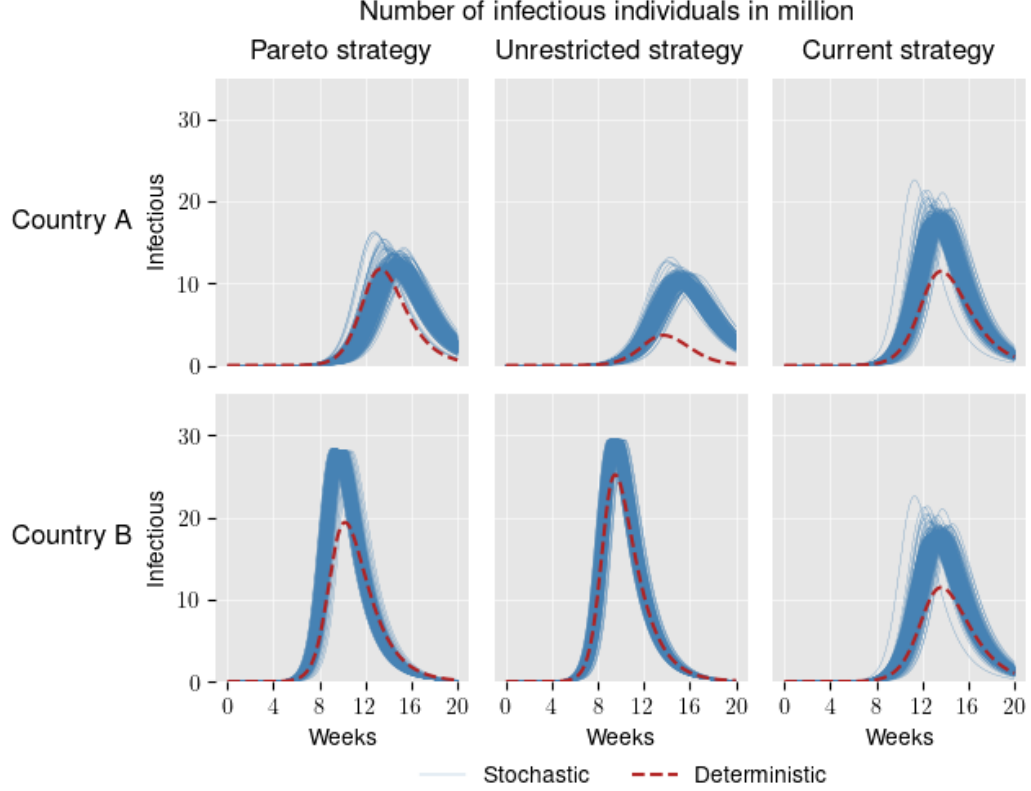 Number of infectious individuals in million
Pareto strategy
Unrestricted strategy
Current strategy
Country A
Infectious
30
20
10
0
Country B
Infectious
30
20
10
0
0 4 8 12 16 20
0 4 8 12 16 20
0 4 8 12 16 20
Weeks
Weeks
Weeks
Stochastic
Deterministic